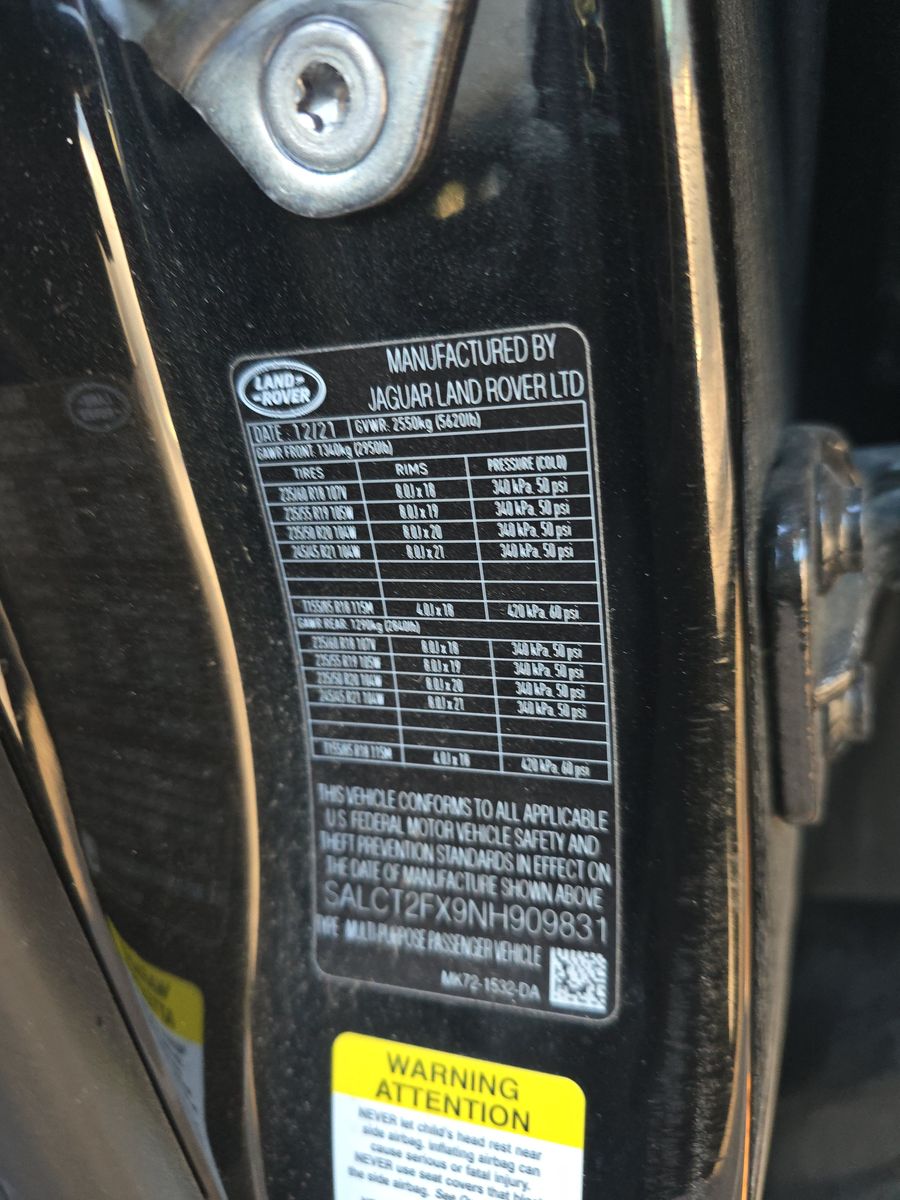 LAND ROVER
MANUFACTURED BY
JAGUAR LAND ROVER LTD
DATE : 12/21 GVWR: 2550kg (5620lb)
GAWR FRONT: 1340kg (2950lb)
TIRES RIMS PRESSURE (COLD)
235/60 R18 107V 8.0J x 18 340 kPa, 50 psi
235/55 R19 105W 8.0J x 19 340 kPa, 50 psi
235/50 R20 104W 8.0J x 20 340 kPa, 50 psi
245/45 R21 104W 8.0J x 21 340 kPa, 50 psi
T155/85 R18 115M 4.0J x 18 420 kPa, 60 psi
GAWR REAR: 1290kg (2840lb)
235/60 R18 107V 8.0J x 18 340 kPa, 50 psi
235/55 R19 105W 8.0J x 19 340 kPa, 50 psi
235/50 R20 104W 8.0J x 20 340 kPa, 50 psi
245/45 R21 104W 8.0J x 21 340 kPa, 50 psi
T155/85 R18 115M 4.0J x 18 420 kPa, 60 psi
THIS VEHICLE CONFORMS TO ALL APPLICABLE
U.S. FEDERAL MOTOR VEHICLE SAFETY AND
THEFT PREVENTION STANDARDS IN EFFECT ON
THE DATE OF MANUFACTURE SHOWN ABOVE
SALCT2FX9NH909831
TYPE :MULTI-PURPOSE PASSENGER VEHICLE
MK72-1532-DA
WARNING
ATTENTION
NEVER let child's head rest near
side airbag, inflating airbag can
cause serious or fatal injury.
NEVER use seat covers that
the side airbag. See